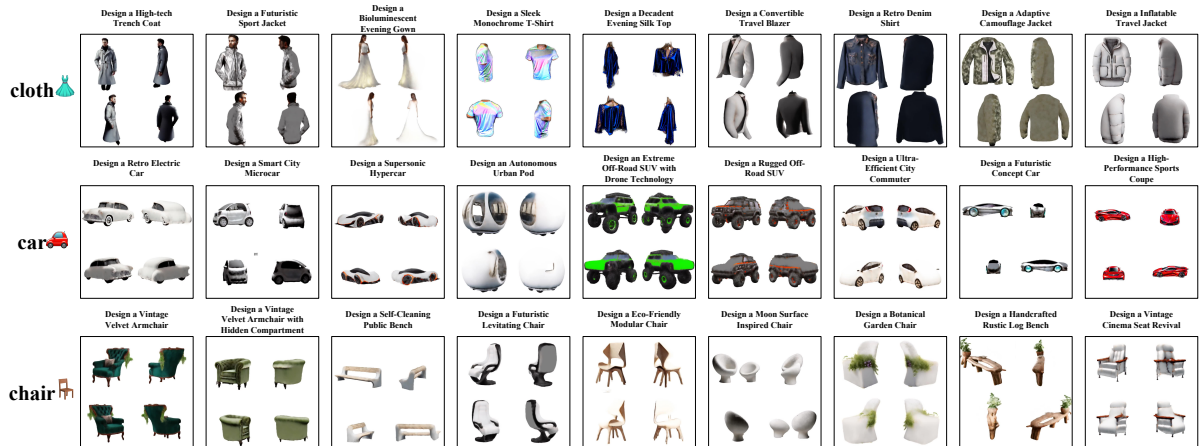 Design a High-tech
Trench Coat
Design a Futuristic
Sport Jacket
Design a
Bioluminescent
Evening Gown
Design a Sleek
Monochrome T-Shirt
Design a Decadent
Evening Silk Top
Design a Convertible
Travel Blazer
Design a Retro Denim
Shirt
Design a Adaptive
Camouflage Jacket
Design a Inflatable
Travel Jacket
cloth
Design a Retro Electric
Car
Design a Smart City
Microcar
Design a Supersonic
Hypercar
Design an Autonomous
Urban Pod
Design an Extreme
Off-Road SUV with
Drone Technology
Design a Rugged Off-
Road SUV
Design a Ultra-
Efficient City
Commuter
Design a Futuristic
Concept Car
Design a High-
Performance Sports
Coupe
car
Design a Vintage
Velvet Armchair
Design a Vintage
Velvet Armchair with
Hidden Compartment
Design a Self-Cleaning
Public Bench
Design a Futuristic
Levitating Chair
Design a Eco-Friendly
Modular Chair
Design a Moon Surface
Inspired Chair
Design a Botanical
Garden Chair
Design a Handcrafted
Rustic Log Bench
Design a Vintage
Cinema Seat Revival
chair